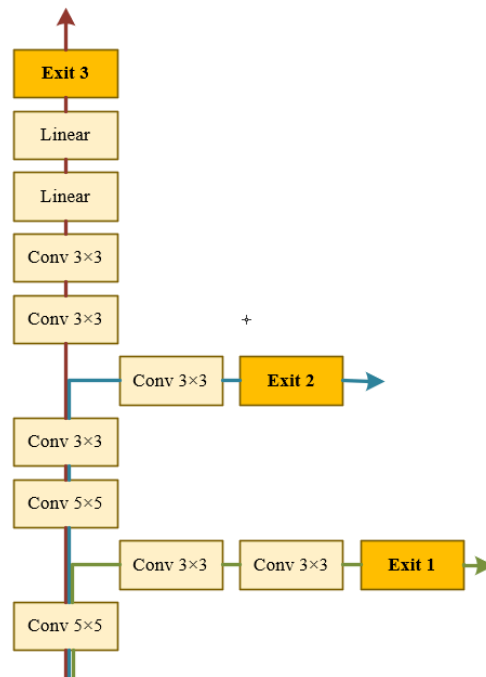 Exit 3
Linear
Linear
Conv 3×3
Conv 3×3
Conv 3×3
Exit 2
Conv 3×3
Conv 5×5
Conv 3×3
Conv 3×3
Exit 1
Conv 5×5